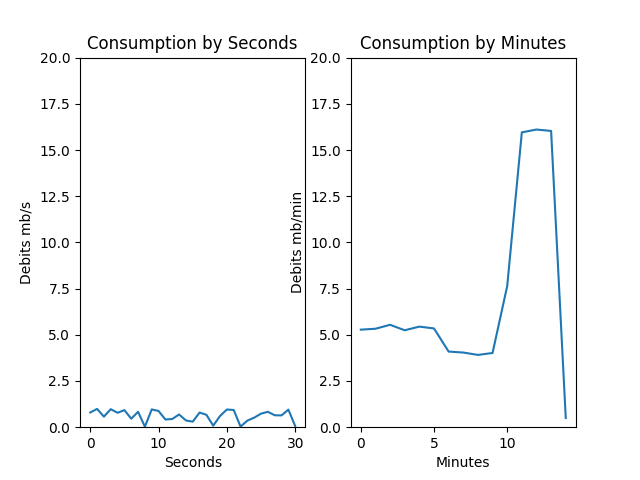 Consumption by Seconds
20.0
17.5
15.0
12.5
10.0
7.5
5.0
2.5
0.0
Debits mb/s
0 10 20 30
Seconds
Consumption by Minutes
20.0
17.5
15.0
12.5
10.0
7.5
5.0
2.5
0.0
Debits mb/min
0 5 10
Minutes